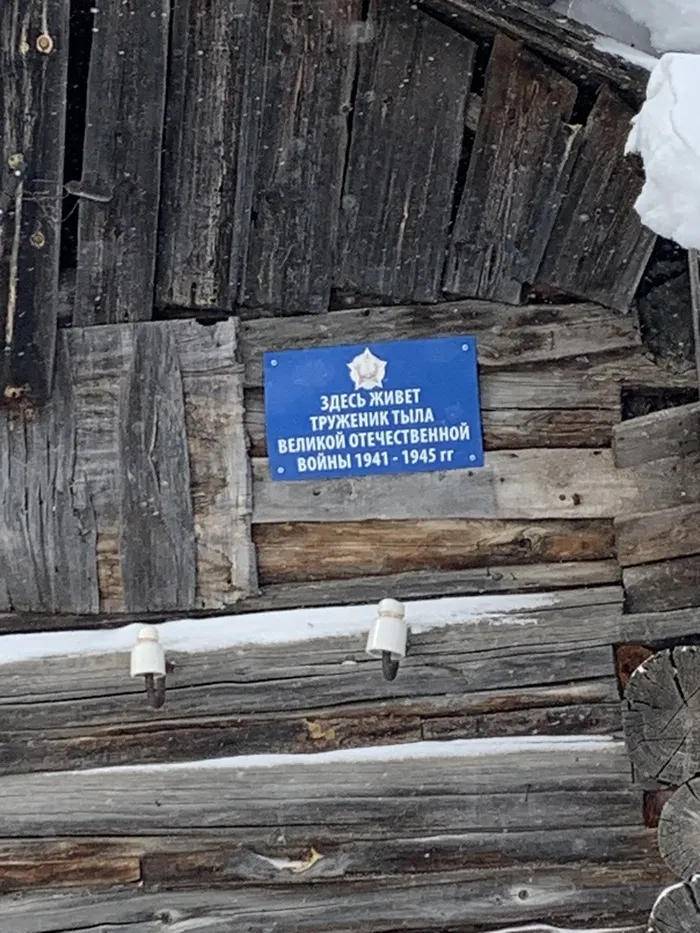 ЗДЕСЬ ЖИВЕТ
ТРУЖЕНИК ТЫЛА
ВЕЛИКОЙ ОТЕЧЕСТВЕННОЙ
ВОЙНЫ 1941 - 1945 гг